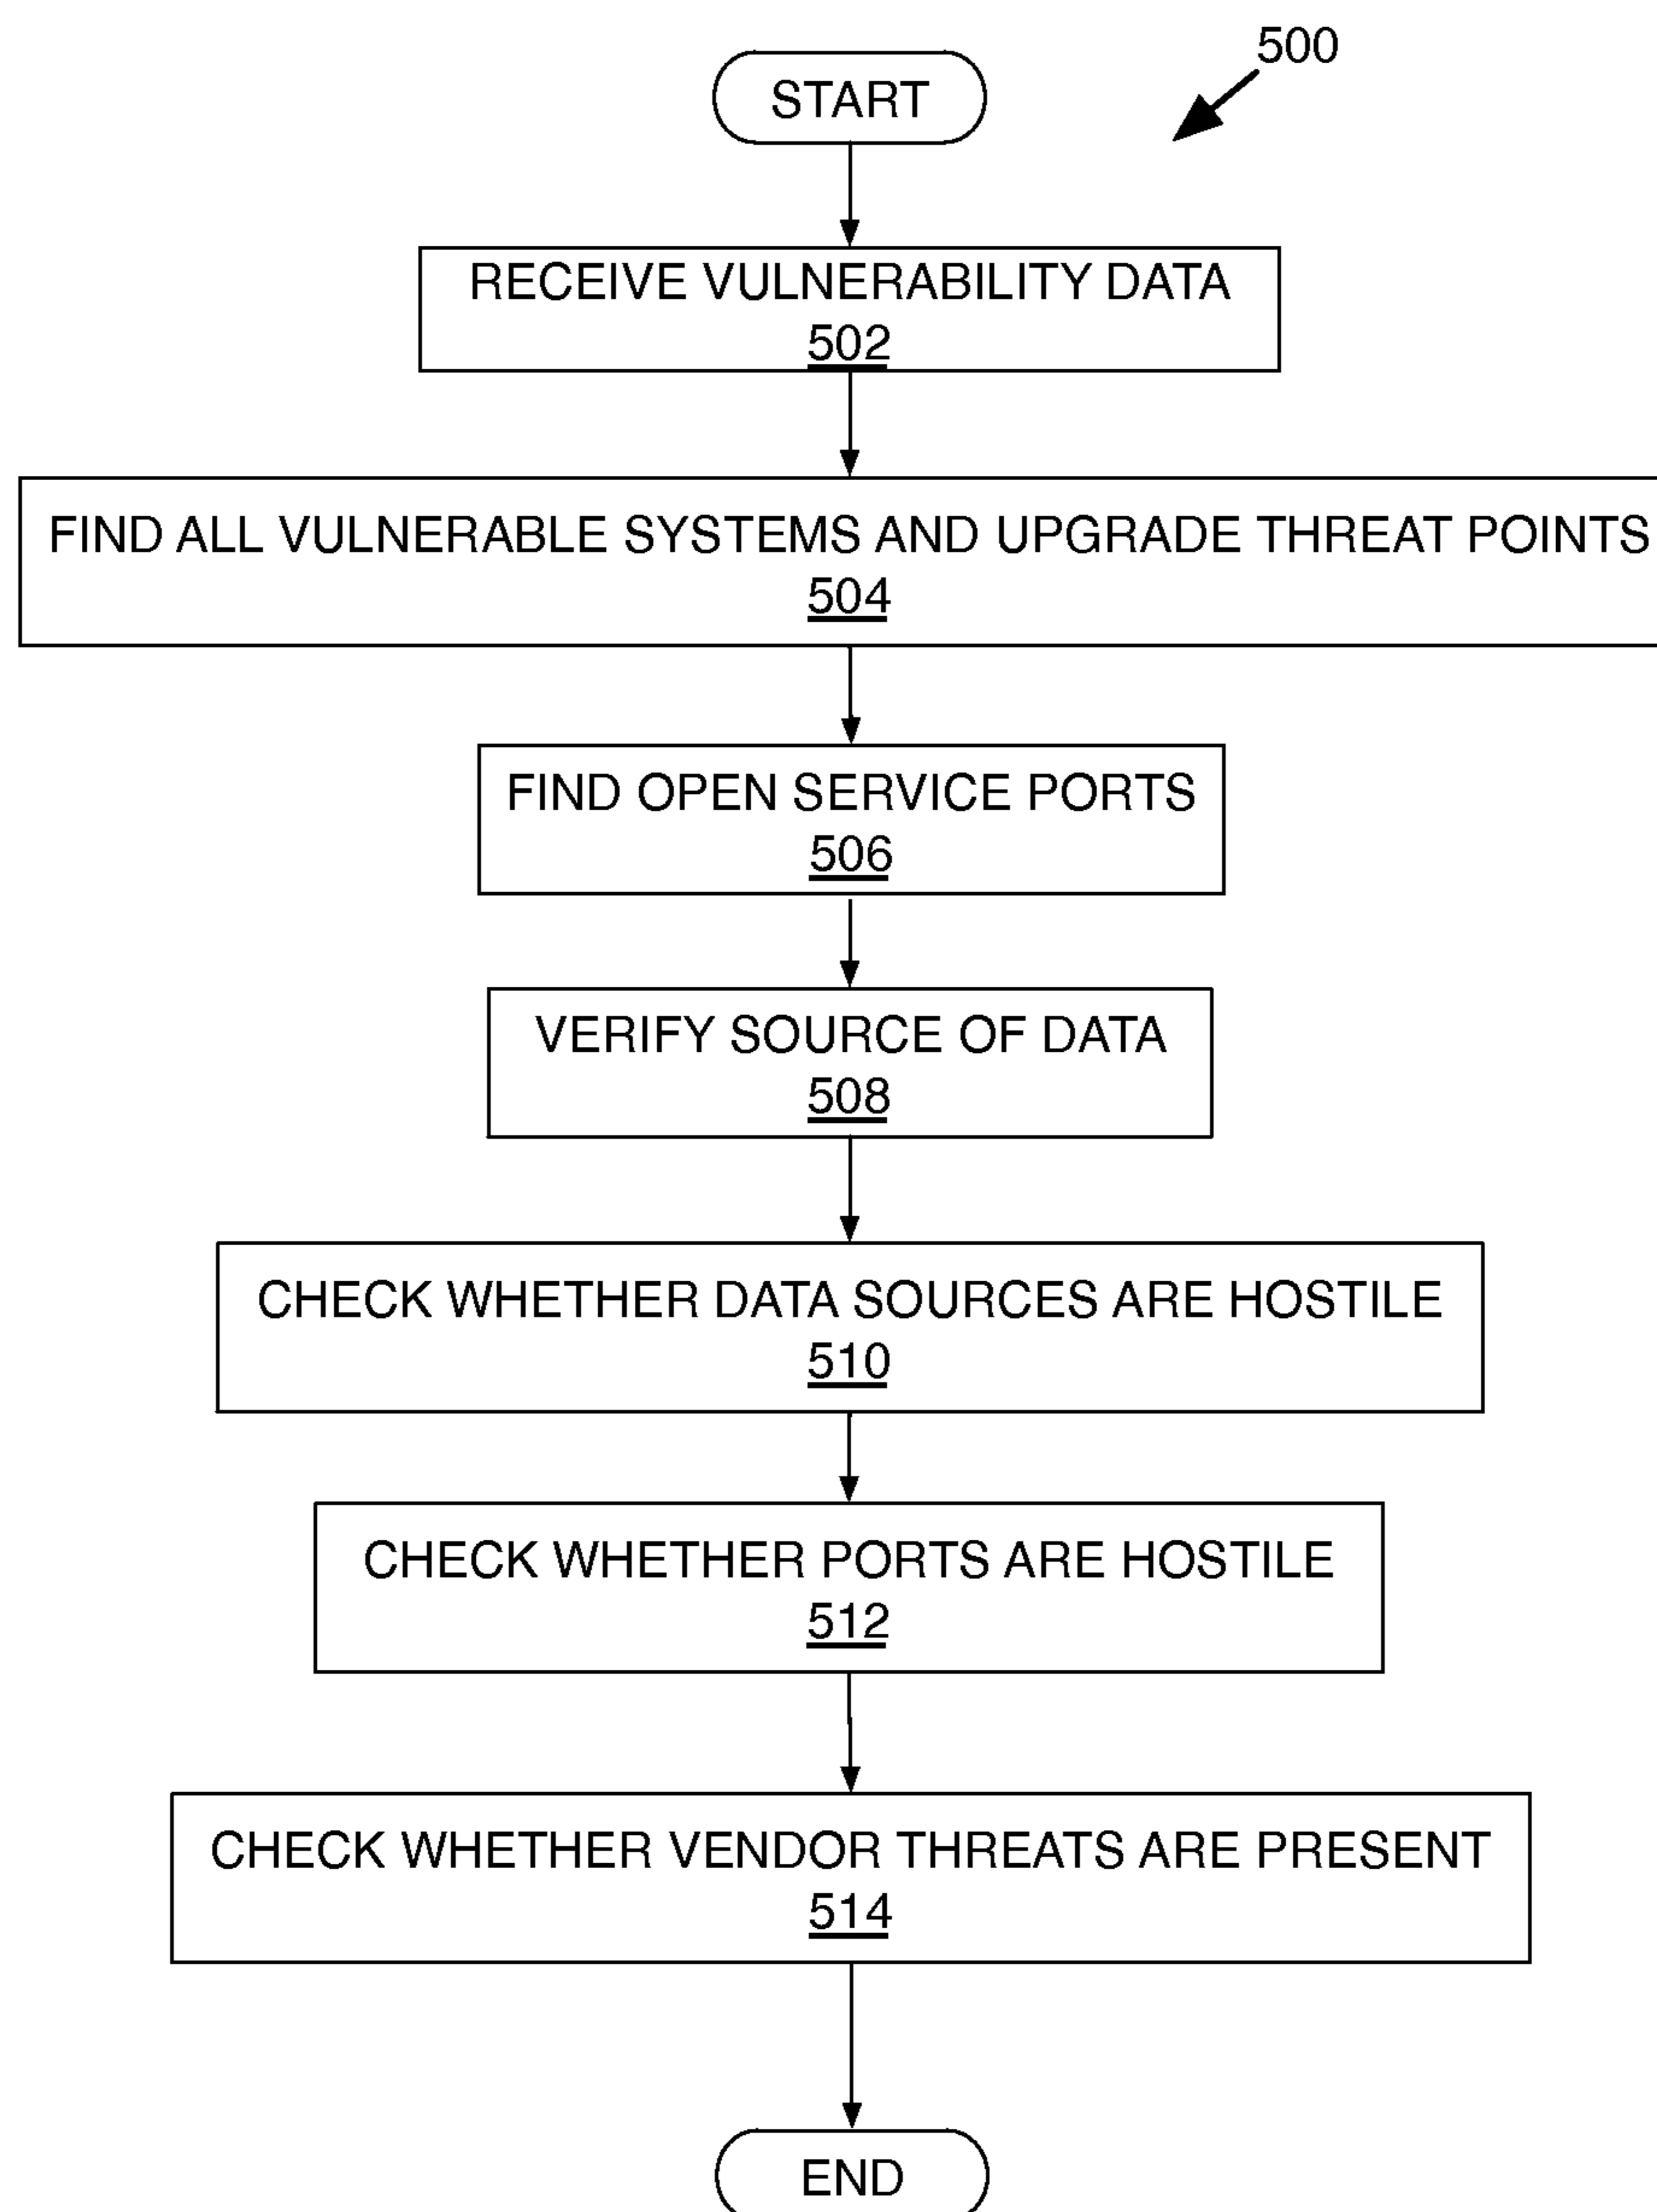 500
START
RECEIVE VULNERABILITY DATA
502
FIND ALL VULNERABLE SYSTEMS AND UPGRADE THREAT POINTS
504
FIND OPEN SERVICE PORTS
506
VERIFY SOURCE OF DATA
508
CHECK WHETHER DATA SOURCES ARE HOSTILE
510
CHECK WHETHER PORTS ARE HOSTILE
512
CHECK WHETHER VENDOR THREATS ARE PRESENT
514
END